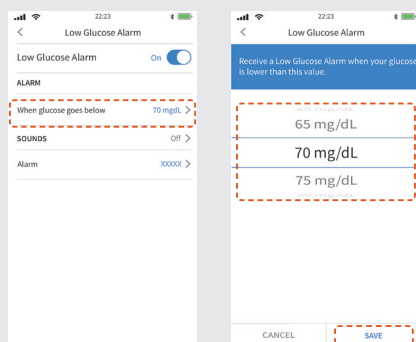 22:23
Low Glucose Alarm
Low Glucose Alarm
On
ALARM
When glucose goes below
70 mgdL
SOUNDS
Off
Alarm
XXXXX
22:23
Low Glucose Alarm
Receive a Low Glucose Alarm when your glucose
is lower than this value.
65 mg/dL
70 mg/dL
75 mg/dL
CANCEL
SAVE